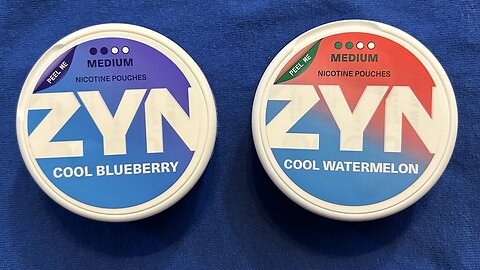 PEEL ME
MEDIUM
NICOTINE POUCHES
ZYN
COOL BLUEBERRY
PEEL ME
MEDIUM
NICOTINE POUCHES
ZYN
COOL WATERMELON